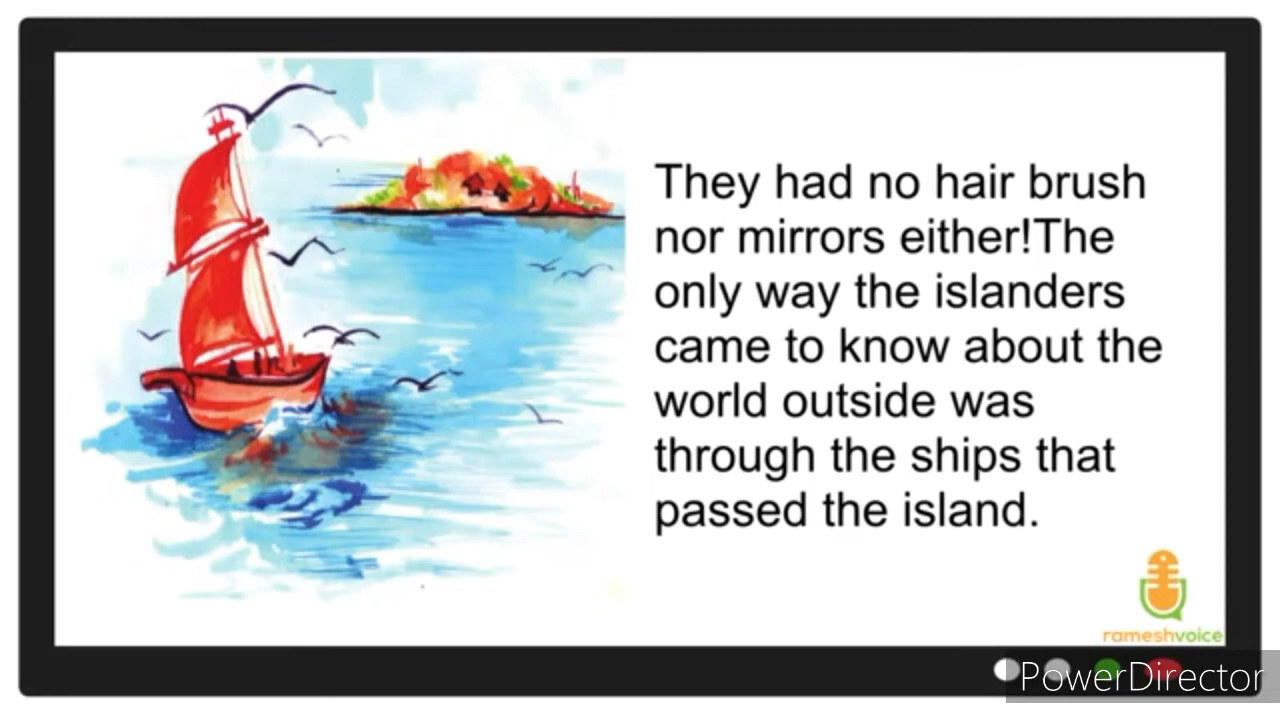 They had no hair brush
nor mirrors either!The
only way the islanders
came to know about the
world outside was
through the ships that
passed the island.
rameshvoice
PowerDirector